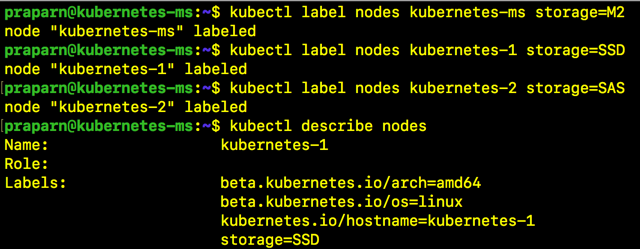 praparn@kubernetes-ms:~$ kubectl label nodes kubernetes-ms storage=M2
node "kubernetes-ms" labeled
praparn@kubernetes-ms:~$ kubectl label nodes kubernetes-1 storage=SSD
node "kubernetes-1" labeled
[praparn@kubernetes-ms:~$ kubectl label nodes kubernetes-2 storage=SAS
node "kubernetes-2" labeled
[praparn@kubernetes-ms:~$ kubectl describe nodes
Name: kubernetes-1
Role:
Labels: beta.kubernetes.io/arch=amd64
beta.kubernetes.io/os=linux
kubernetes.io/hostname=kubernetes-1
storage=SSD